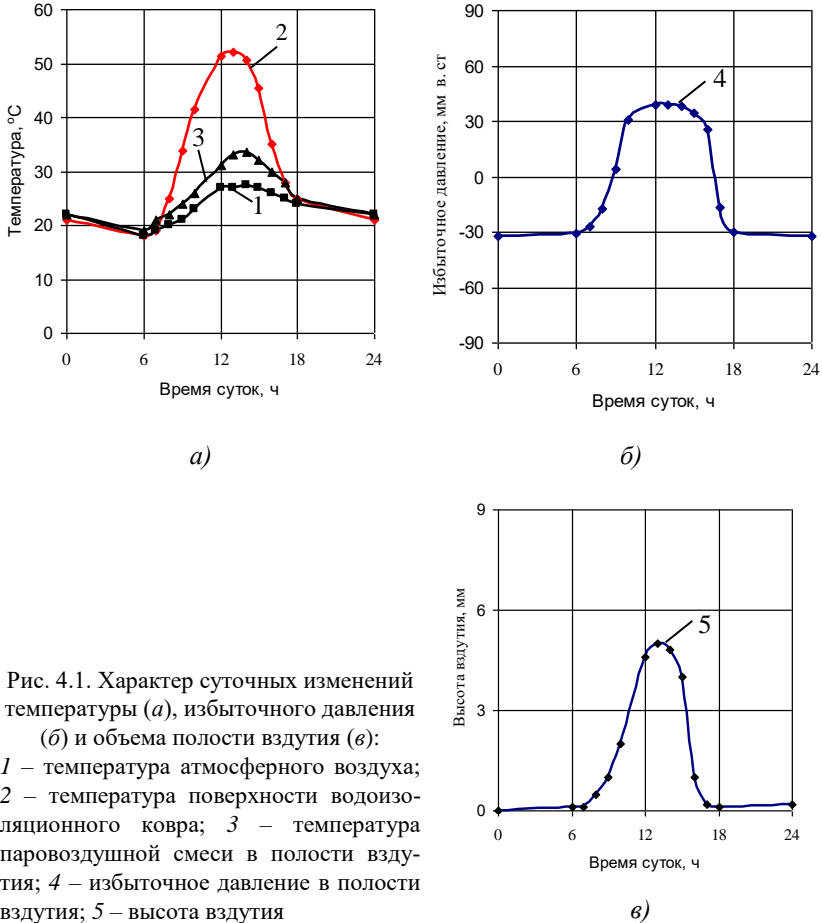 60
50
40
30
20
10
0
Температура,°С
2
3
1
0 6 12 18 24
Время суток, ч
а)
90
60
30
0
-30
-60
-90
Избыточное давление, мм в. ст
4
0 6 12 18 24
Время суток, ч
б)
9
6
3
0
Высота вздутия, мм
5
0 6 12 18 24
Время суток, ч
в)
Рис. 4.1. Характер суточных изменений
температуры (а), избыточного давления
(б) и объема полости вздутия (в):
1 – температура атмосферного воздуха;
2 – температура поверхности водоизо-
ляционного ковра; 3 – температура
паровоздушной смеси в полости взду-
тия; 4 – избыточное давление в полости
вздутия; 5 – высота вздутия